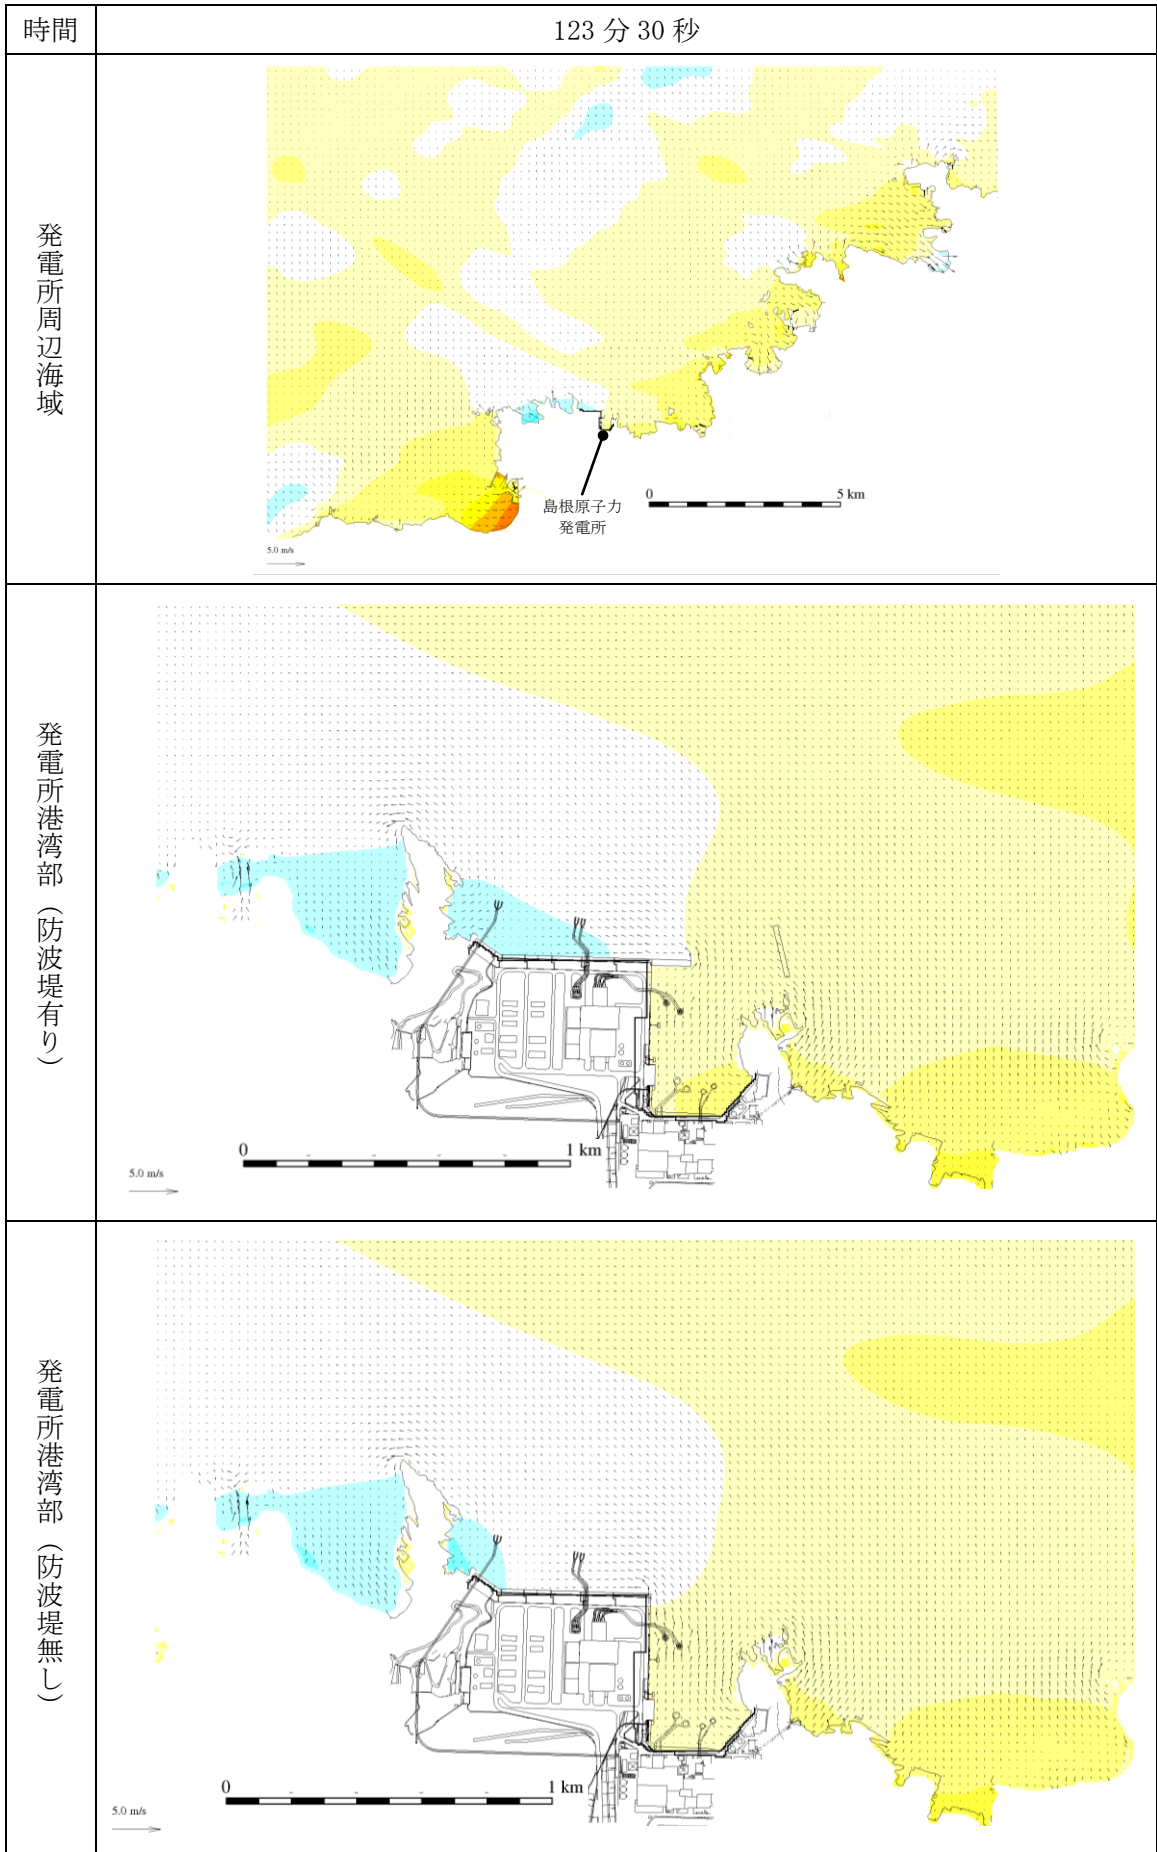 時間
123 分 30 秒
発電所周辺海域
島根原子力
発電所
0
5 km
5.0 m/s
発電所港湾部（防波堤有り）
0
1 km
5.0 m/s
発電所港湾部（防波堤無し）
0
1 km
5.0 m/s